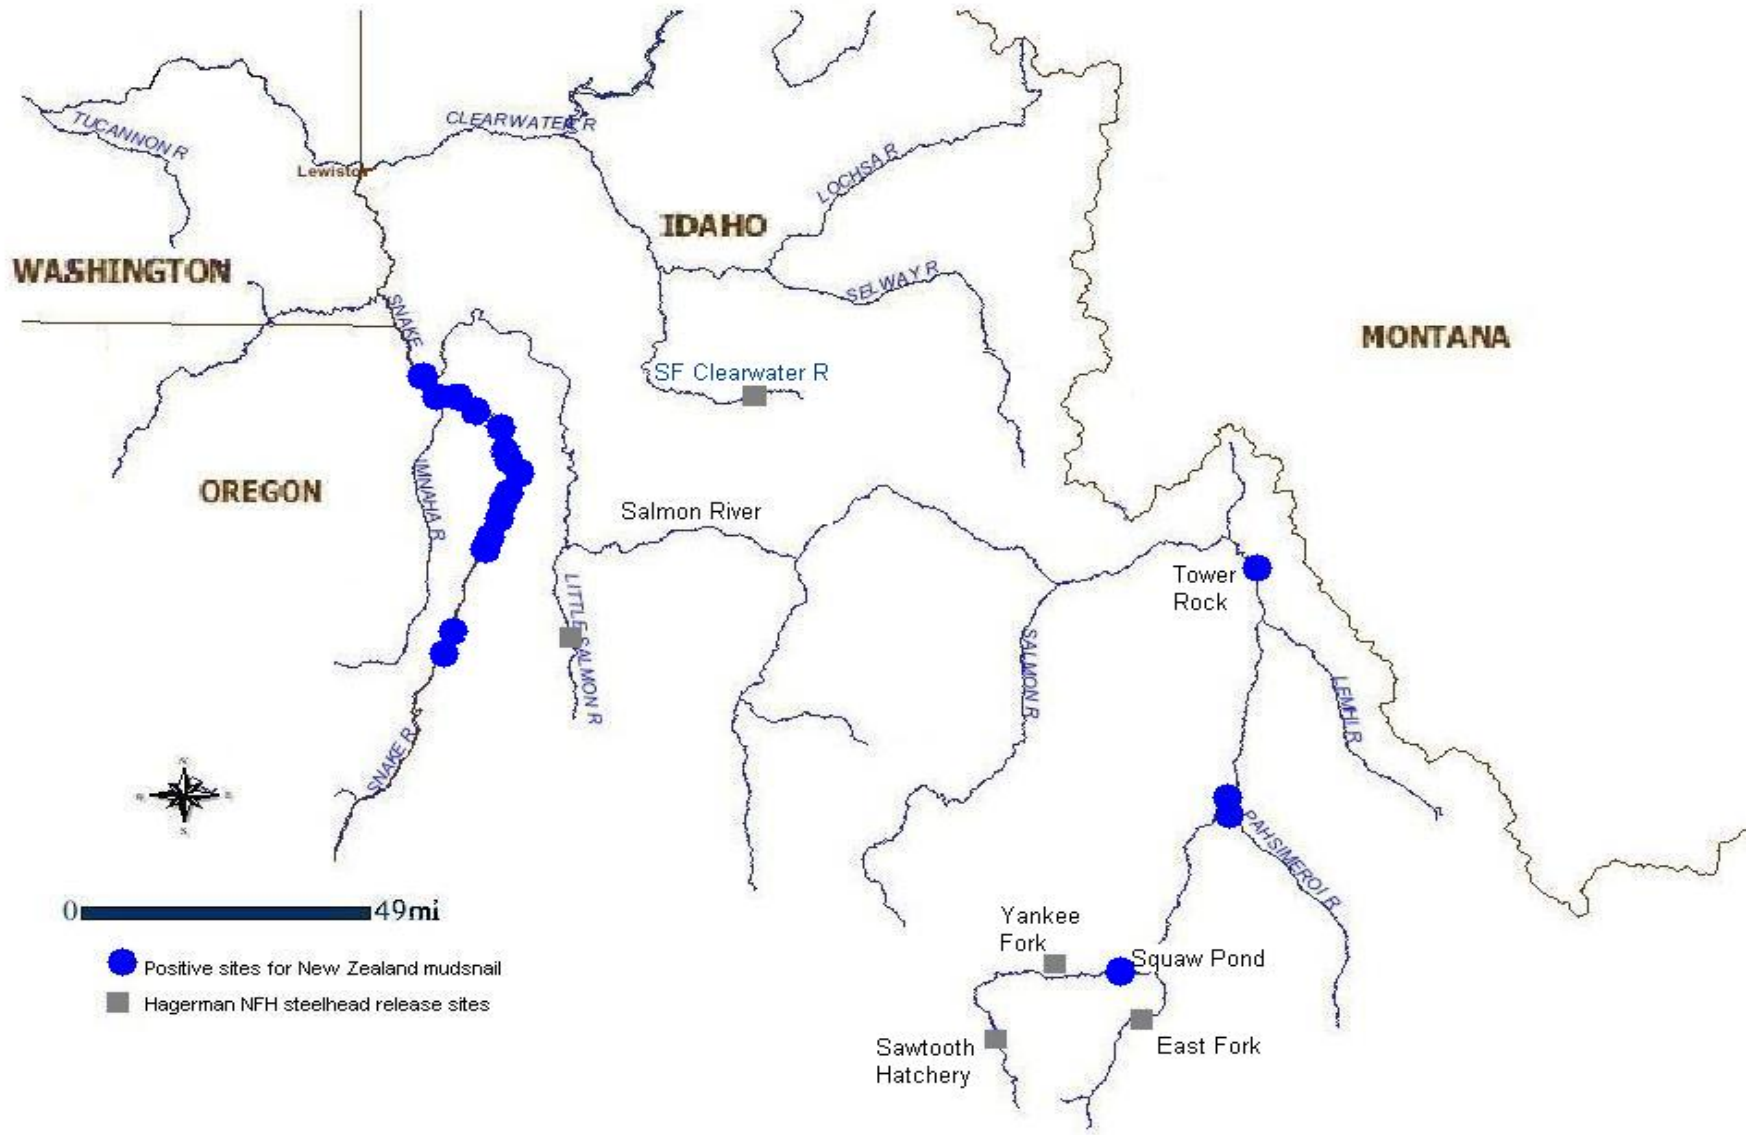 CLEARWATER R
TUCANNON R
Lewiston
LOCHSA R
IDAHO
WASHINGTON
SELWAY R
SNAKE
MONTANA
SF Clearwater R
OREGON
IMNAHA R
Salmon River
Tower
Rock
LITTLE SALMON R
SALMON R
LEMHI R
SNAKE R
PAHSIMEROI R
0
49mi
Yankee
Fork
Squaw Pond
Positive sites for New Zealand mudsnail
Hagerman NFH steelhead release sites
Sawtooth
Hatchery
East Fork